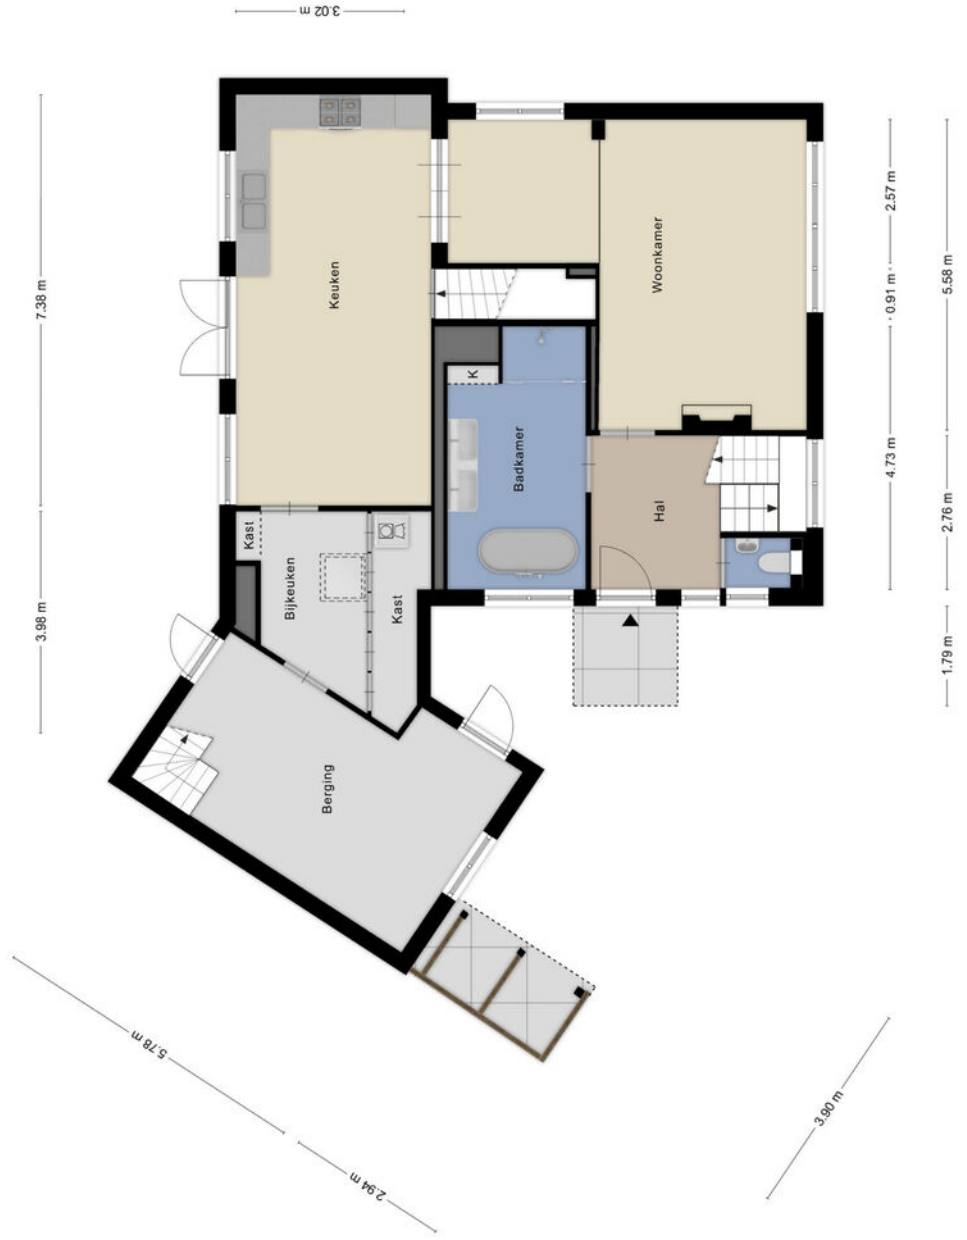 3.02 m
7.38 m
3.98 m
2.57 m
0.91 m
4.73 m
5.58 m
2.76 m
1.79 m
Keuken
Woonkamer
K
Badkamer
Hal
Kast
Bijkeuken
Kast
Berging
5.78 m
2.94 m
3.90 m